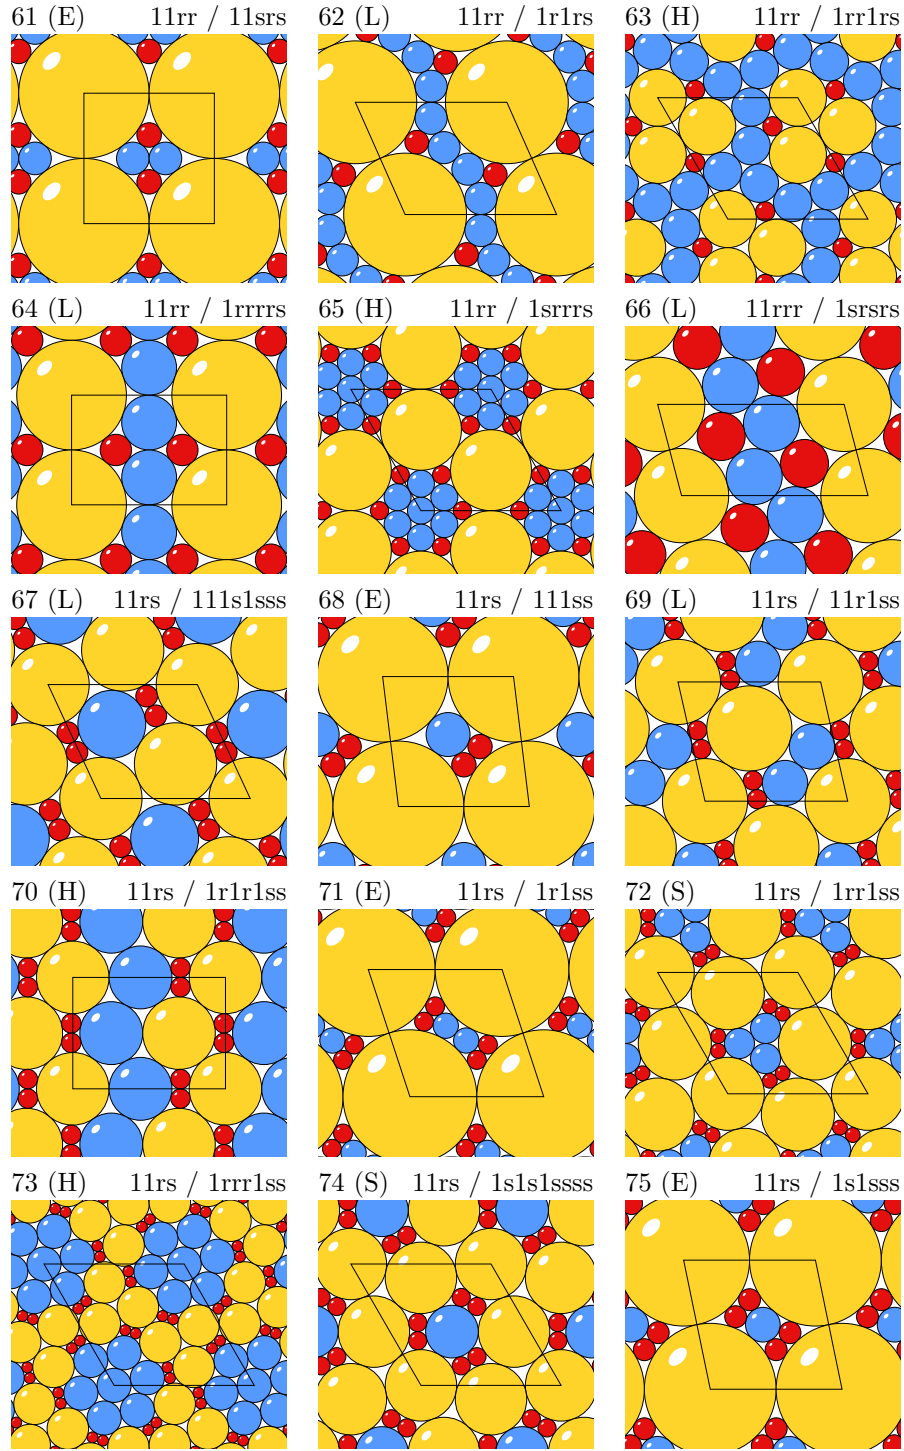 61 (E) 11rr / 11srs
62 (L) 11rr / 1r1rs
63 (H) 11rr / 1rr1rs
64 (L) 11rr / 1rrrrs
65 (H) 11rr / 1srrrs
66 (L) 11rrr / 1srsrs
67 (L) 11rs / 111s1sss
68 (E) 11rs / 111ss
69 (L) 11rs / 11r1ss
70 (H) 11rs / 1r1r1ss
71 (E) 11rs / 1r1ss
72 (S) 11rs / 1rr1ss
73 (H) 11rs / 1rrr1ss
74 (S) 11rs / 1s1s1ssss
75 (E) 11rs / 1s1ssss